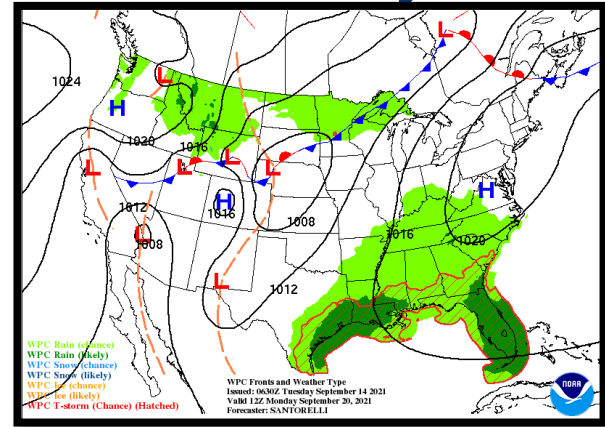 L
1024
L
H
1020
1016
L
L
L
L
H
1012
H
1016
1008
1016
1020
L
1008
L
1012
WPC Rain (chance)
WPC Rain (likely)
WPC Snow (chance)
WPC Snow (likely)
WPC Ice (chance)
WPC Ice (likely)
WPC T-storm (Chance) (Hatched)
WPC Fronts and Weather Type
Issued: 0630Z Tuesday September 14 2021
Valid 12Z Monday September 20, 2021
Forecaster: SANTORELLI
NOAA